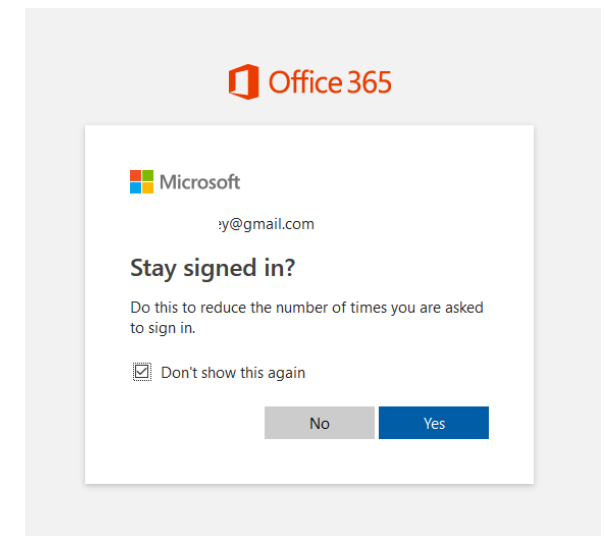 Office 365
Microsoft
y@gmail.com
Stay signed in?
Do this to reduce the number of times you are asked
to sign in.
Don't show this again
No
Yes